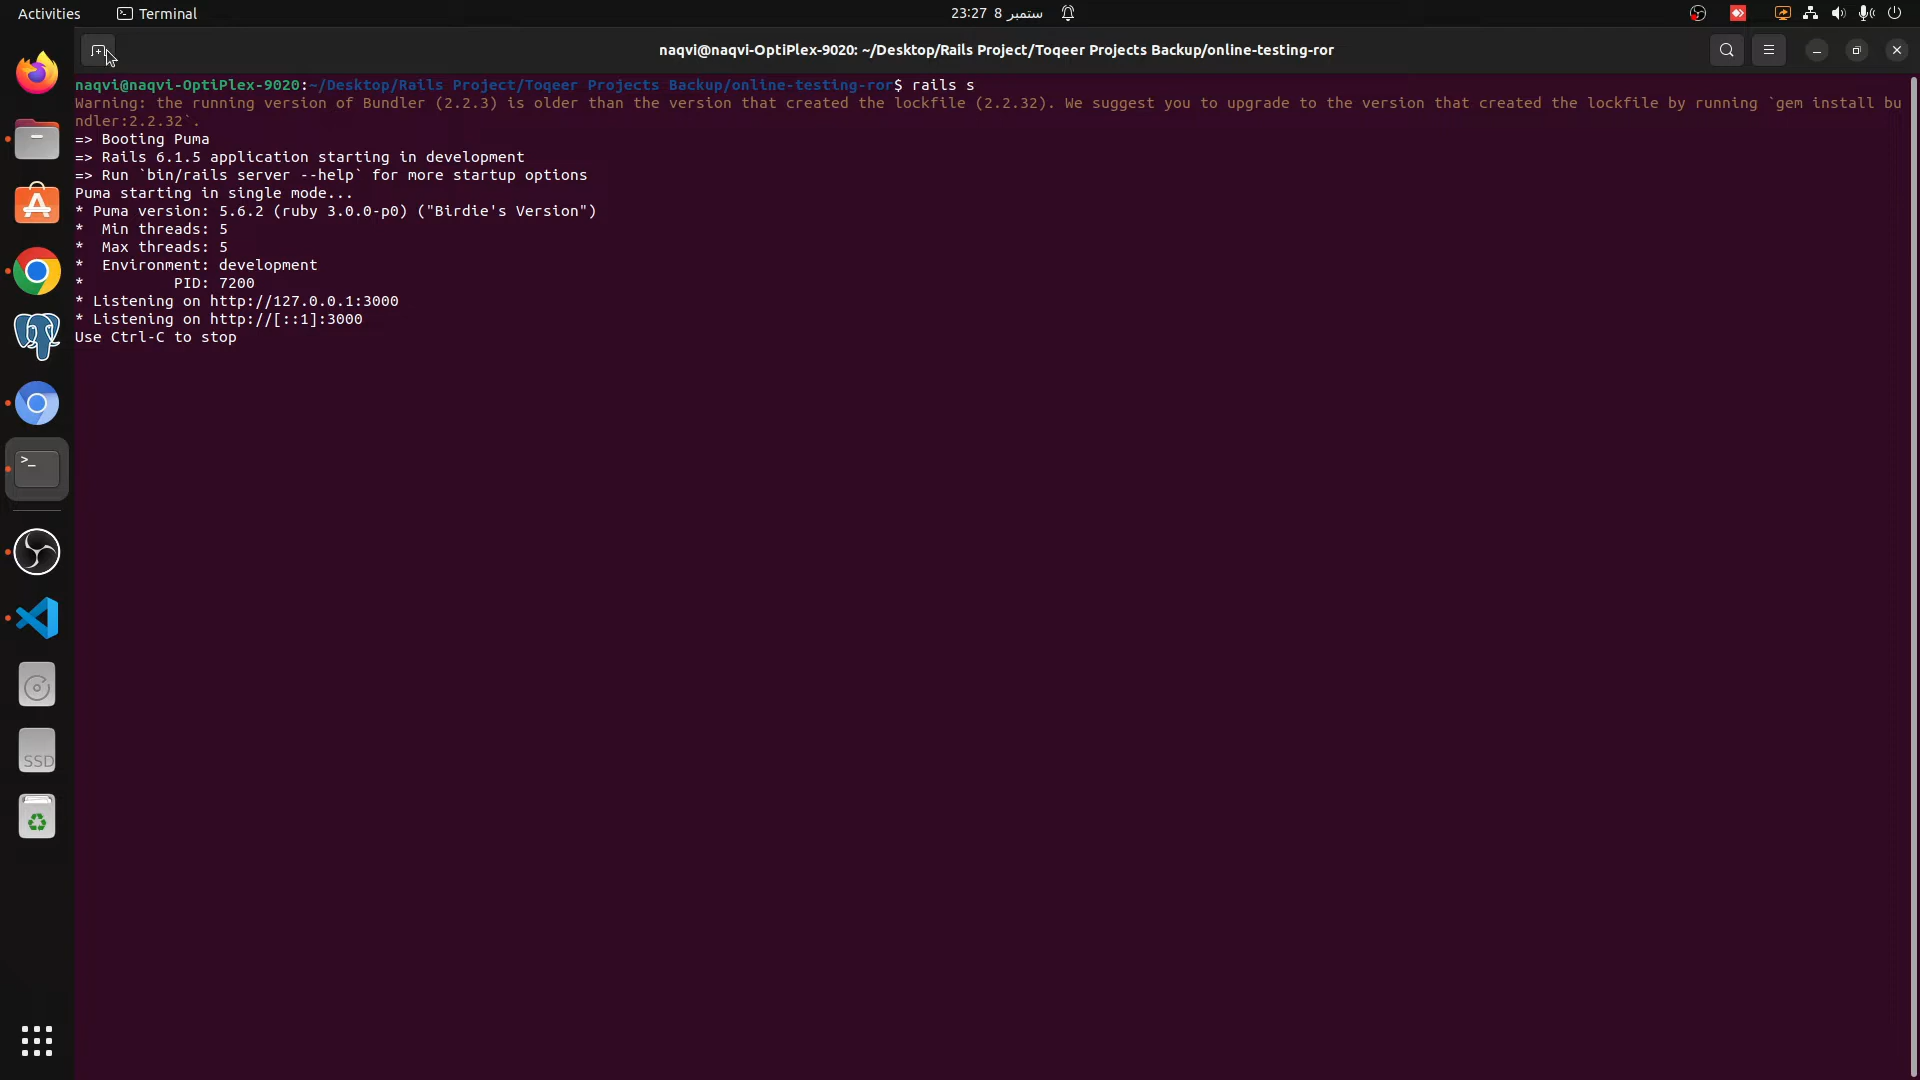 Activities Terminal 23:27 8 ستمبر
naqvi@naqvi-OptiPlex-9020: ~/Desktop/Rails Project/Toqeer Projects Backup/online-testing-ror
naqvi@naqvi-OptiPlex-9020:~/Desktop/Rails Project/Toqeer Projects Backup/online-testing-ror$ rails s
Warning: the running version of Bundler (2.2.3) is older than the version that created the lockfile (2.2.32). We suggest you to upgrade to the version that created the lockfile by running `gem install bu
ndler:2.2.32`.
=> Booting Puma
=> Rails 6.1.5 application starting in development
=> Run `bin/rails server --help` for more startup options
Puma starting in single mode...
* Puma version: 5.6.2 (ruby 3.0.0-p0) ("Birdie's Version")
*  Min threads: 5
*  Max threads: 5
*  Environment: development
*          PID: 7200
* Listening on http://127.0.0.1:3000
* Listening on http://[::1]:3000
Use Ctrl-C to stop
>_
SSD